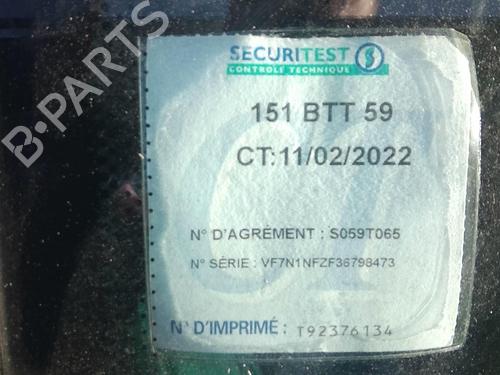 SECURITEST
CONTROLE TECHNIQUE
151 BTT 59
CT:11/02/2022
N° D'AGRÉMENT : S059T065
N° SÉRIE : VF7N1NFZF36798473
N° D'IMPRIMÉ : T92376134
B-PARTS